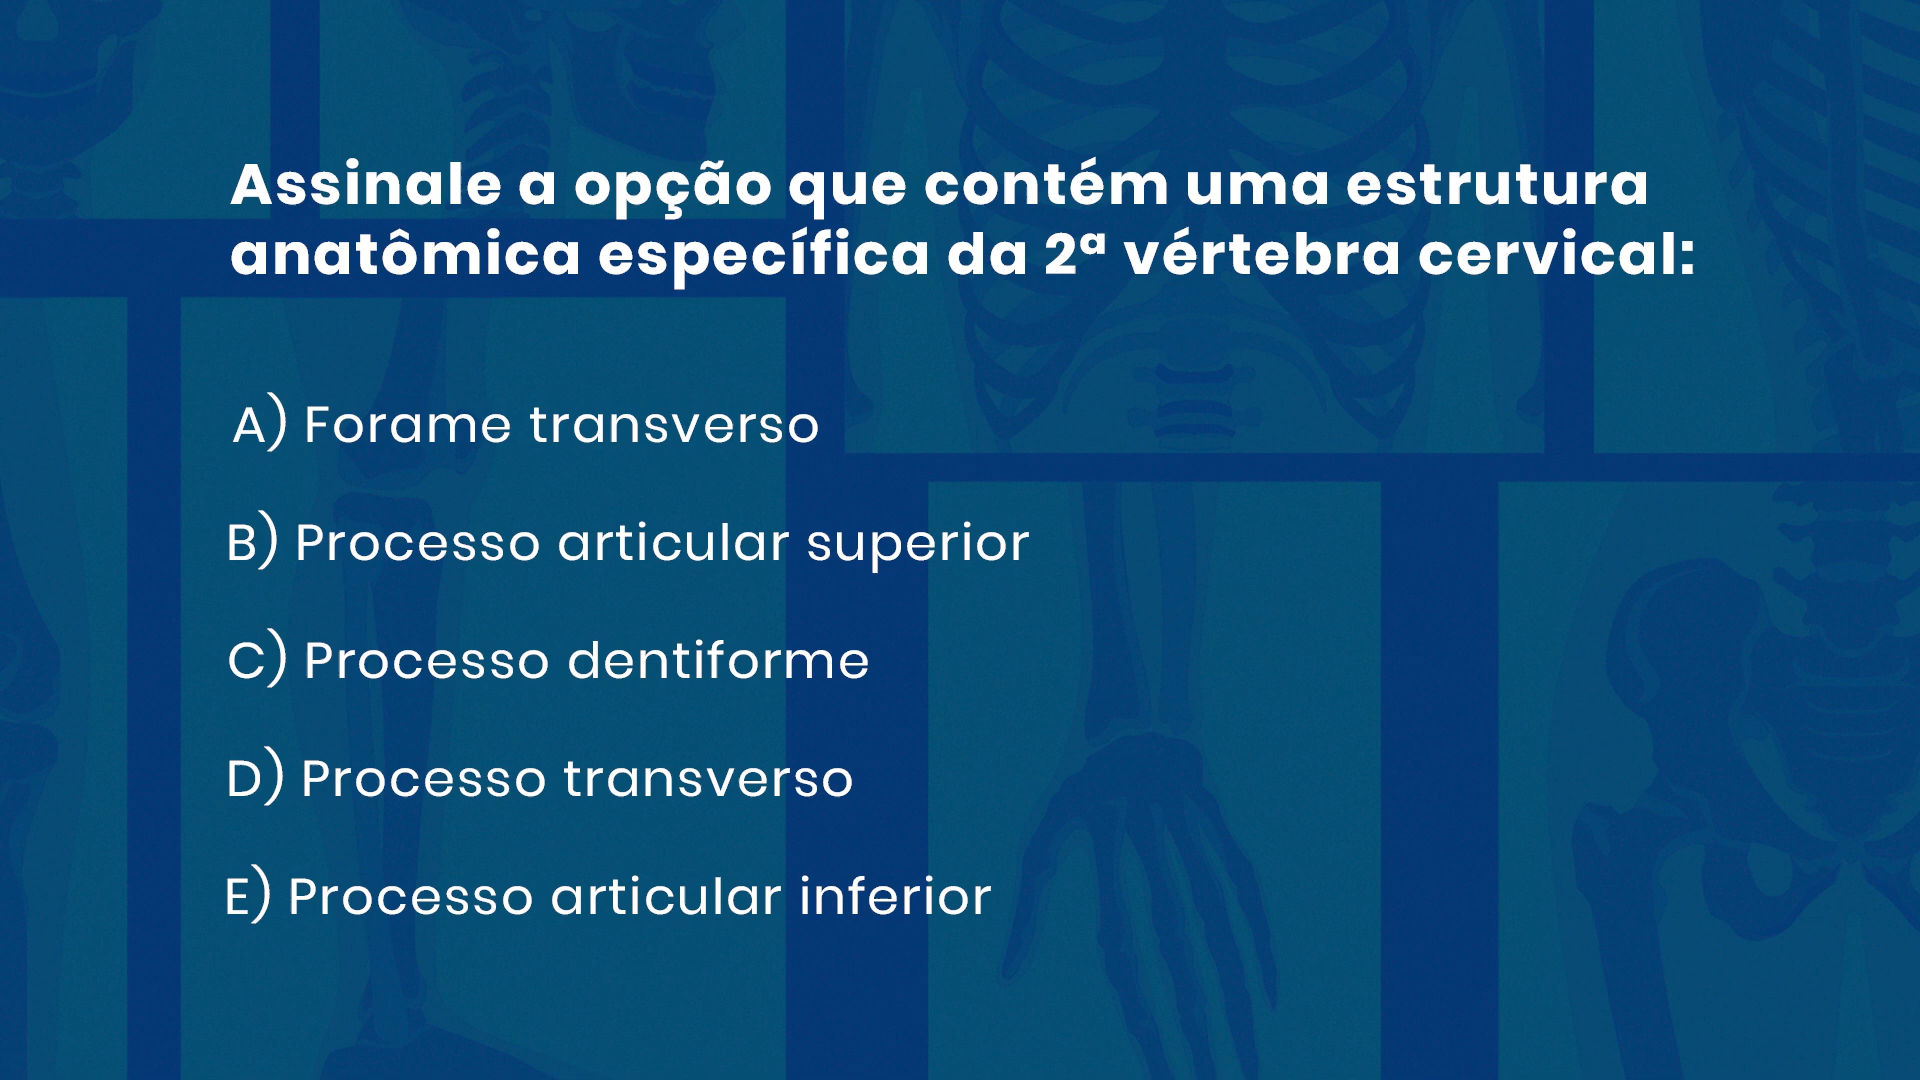 Assinale a opção que contém uma estrutura
anatômica específica da 2ª vértebra cervical:
A) Forame transverso
B) Processo articular superior
C) Processo dentiforme
D) Processo transverso
E) Processo articular inferior